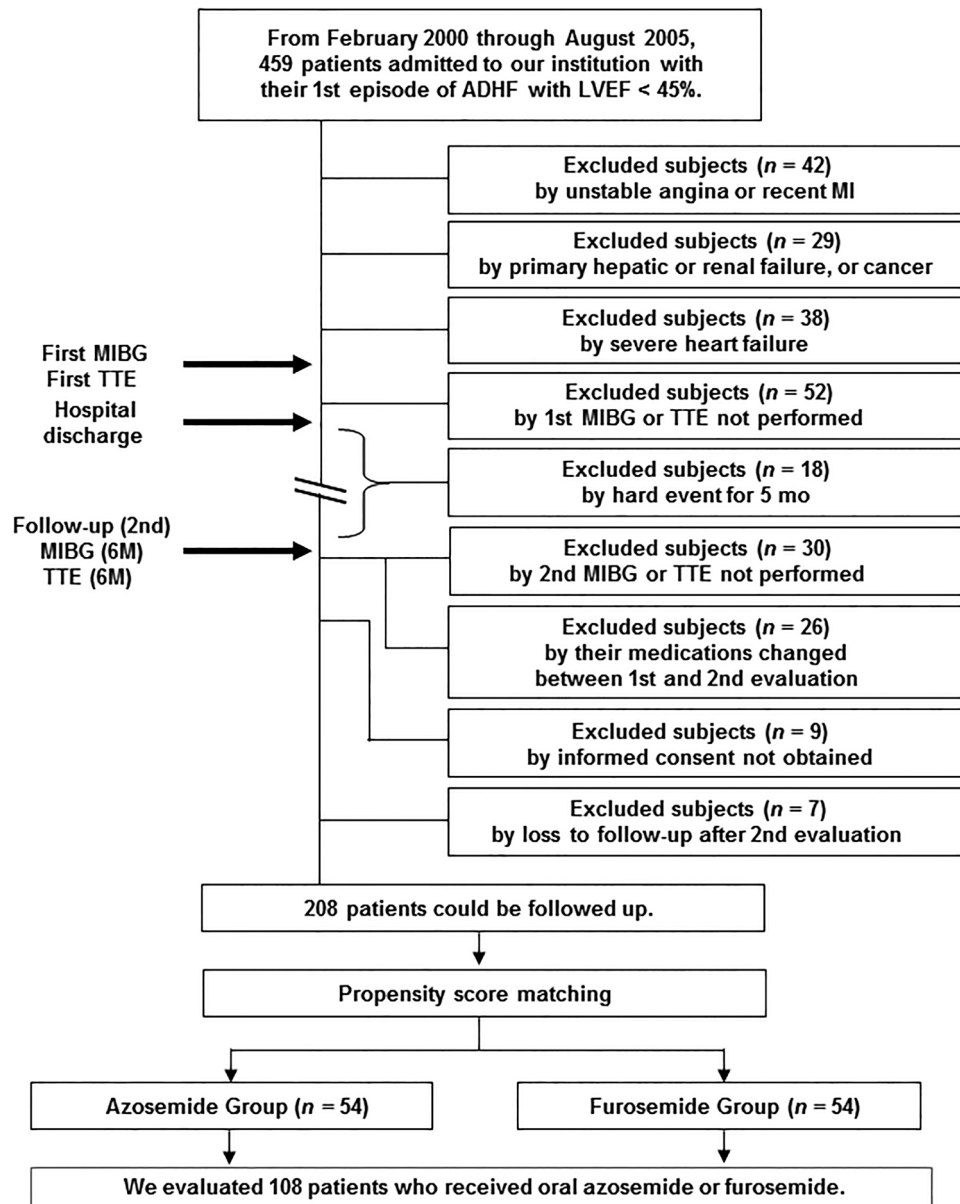 From February 2000 through August 2005,
459 patients admitted to our institution with
their 1st episode of ADHF with LVEF < 45%.
Excluded subjects (n = 42)
by unstable angina or recent MI
Excluded subjects (n = 29)
by primary hepatic or renal failure, or cancer
Excluded subjects (n = 38)
by severe heart failure
First MIBG
First TTE
Excluded subjects (n = 52)
by 1st MIBG or TTE not performed
Hospital
discharge
Excluded subjects (n = 18)
by hard event for 5 mo
Follow-up (2nd)
MIBG (6M)
TTE (6M)
Excluded subjects (n = 30)
by 2nd MIBG or TTE not performed
Excluded subjects (n = 26)
by their medications changed
between 1st and 2nd evaluation
Excluded subjects (n = 9)
by informed consent not obtained
Excluded subjects (n = 7)
by loss to follow-up after 2nd evaluation
208 patients could be followed up.
Propensity score matching
Azosemide Group (n = 54)
Furosemide Group (n = 54)
We evaluated 108 patients who received oral azosemide or furosemide.